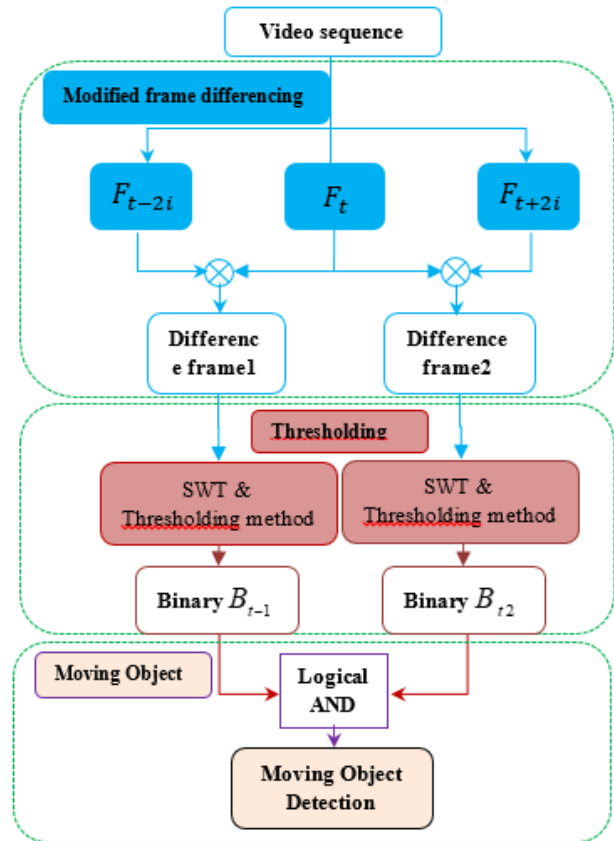 Video sequence
Modified frame differencing
F_{t-2i}
F_t
F_{t+2i}
Differenc
e frame1
Difference
frame2
Thresholding
SWT &
Thresholding method
SWT &
Thresholding method
Binary B_{t-1}
Binary B_{t2}
Moving Object
Logical
AND
Moving Object
Detection